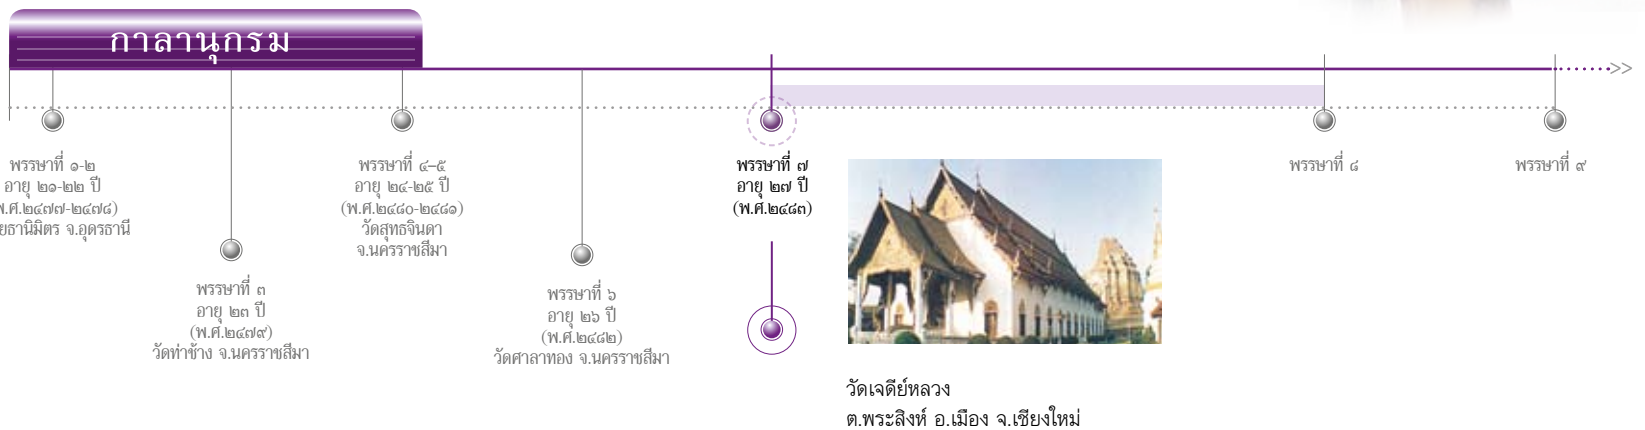 กาลานุกรม
พรรษาที่ ๑-๒
อายุ ๒๑-๒๒ ปี
พ.ศ.๒๔๗๗-๒๔๗๘)
ยธานิมิตร จ.อุดรธานี
พรรษาที่ ๓
อายุ ๒๓ ปี
(พ.ศ.๒๔๗๙)
วัดท่าช้าง จ.นครราชสีมา
พรรษาที่ ๔–๕
อายุ ๒๔-๒๕ ปี
(พ.ศ.๒๔๘๐-๒๔๘๑)
วัดสุทธจินดา
จ.นครราชสีมา
พรรษาที่ ๖
อายุ ๒๖ ปี
(พ.ศ.๒๔๘๒)
วัดศาลาทอง จ.นครราชสีมา
พรรษาที่ ๗
อายุ ๒๗ ปี
(พ.ศ.๒๔๘๓)
วัดเจดีย์หลวง
ต.พระสิงห์ อ.เมือง จ.เชียงใหม่
พรรษาที่ ๘
พรรษาที่ ๙
>>